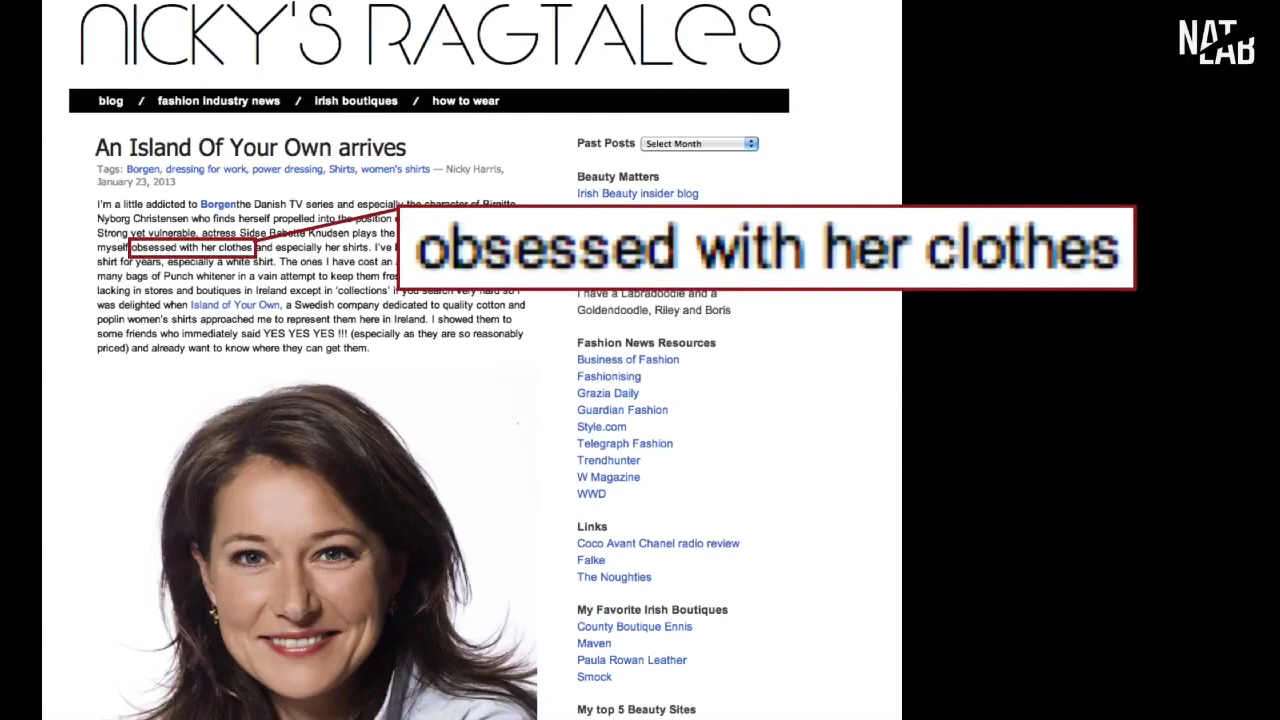 NICKY'S RAGTALES
NAT
LAB
blog / fashion industry news / irish boutiques / how to wear
An Island Of Your Own arrives
Tags: Borgen, dressing for work, power dressing, Shirts, women's shirts — Nicky Harris,
January 23, 2013
I'm a little addicted to Borgenthe Danish TV series and especially the character of Birgitte
Nyborg Christensen who finds herself propelled into the position
Strong yet vulnerable, actress Sidse Babette Knudsen plays the
myself obsessed with her clothes and especially her shirts. I've
shirt for years, especially a white shirt. The ones I have cost an
many bags of Punch whitener in a vain attempt to keep them
lacking in stores and boutiques in Ireland except in 'collections' if you search very hard so I
was delighted when Island of Your Own, a Swedish company dedicated to quality cotton and
poplin women's shirts approached me to represent them here in Ireland. I showed them to
some friends who immediately said YES YES YES !!! (especially as they are so reasonably
priced) and already want to know where they can get them.
obsessed with her clothes
Past Posts Select Month
Beauty Matters
Irish Beauty insider blog
I have a Labradoodle and a
Goldendoodle, Riley and Boris
Fashion News Resources
Business of Fashion
Fashionising
Grazia Daily
Guardian Fashion
Style.com
Telegraph Fashion
Trendhunter
W Magazine
WWD
Links
Coco Avant Chanel radio review
Falke
The Noughties
My Favorite Irish Boutiques
County Boutique Ennis
Maven
Paula Rowan Leather
Smock
My top 5 Beauty Sites